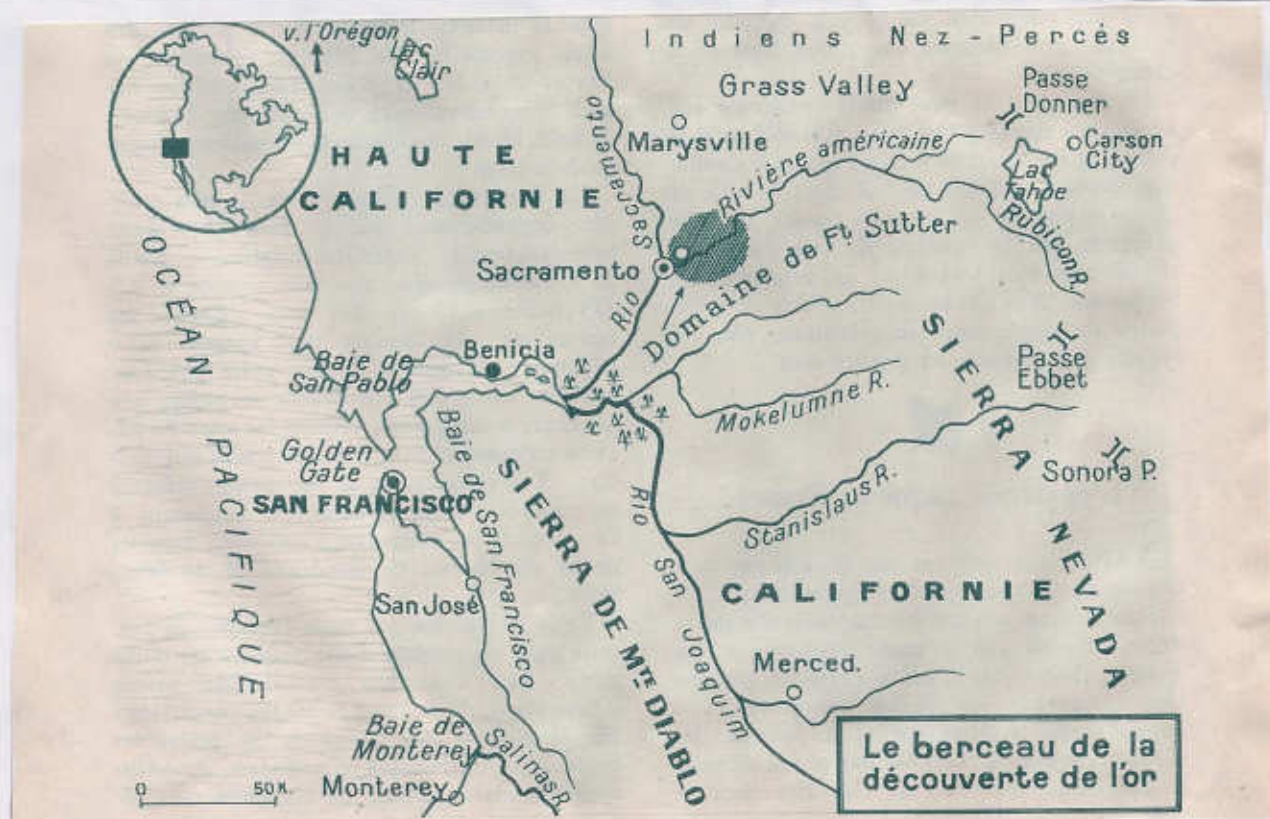 v. l'Orégon
Lac
Clair
Indiens Nez-Percés
Grass Valley
Passe
Donner
Marysville
Carson
City
HAUTE
CALIFORNIE
Rivière américaine
Lac
Tahoe
Rubicon R.
Rio Sacramento
Sacramento
Domaine de Ft Sutter
OCÉAN PACIFIQUE
Baie de
San Pablo
Benicia
Mokelumne R.
SIERRA NEVADA
Passe
Ebbet
Golden
Gate
SAN FRANCISCO
Baie de San Francisco
SIERRA DE Mte DIABLO
Rio San Joaquim
Stanislaus R.
Sonora P.
San José
CALIFORNIE
Merced.
Baie de
Monterey
Salinas R.
Monterey
0 50 K.
Le berceau de la
découverte de l'or